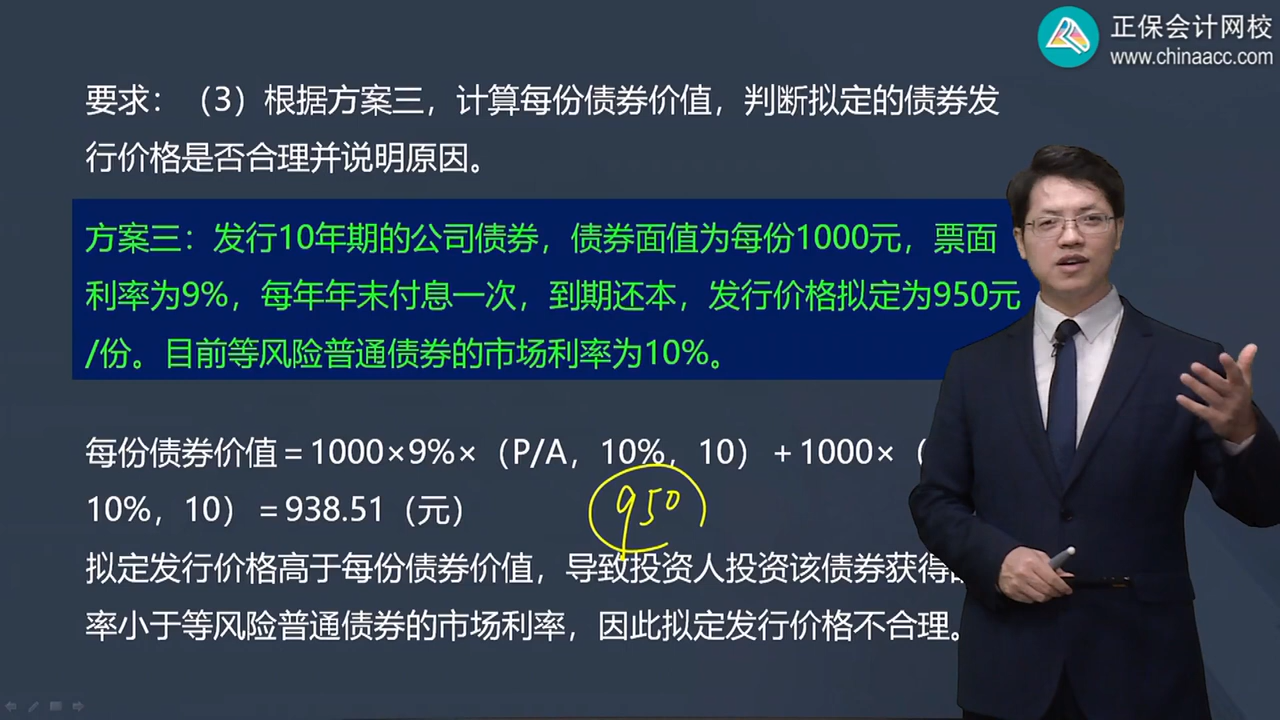 正保会计网校
www.chinaacc.com
要求：（3）根据方案三，计算每份债券价值，判断拟定的债券发
行价格是否合理并说明原因。
方案三：发行10年期的公司债券，债券面值为每份1000元，票面
利率为9%，每年年末付息一次，到期还本，发行价格拟定为950元
/份。目前等风险普通债券的市场利率为10%。
每份债券价值＝1000×9%×（P/A，10%，10）＋1000×（
10%，10）＝938.51（元）
950
拟定发行价格高于每份债券价值，导致投资人投资该债券获得
率小于等风险普通债券的市场利率，因此拟定发行价格不合理。